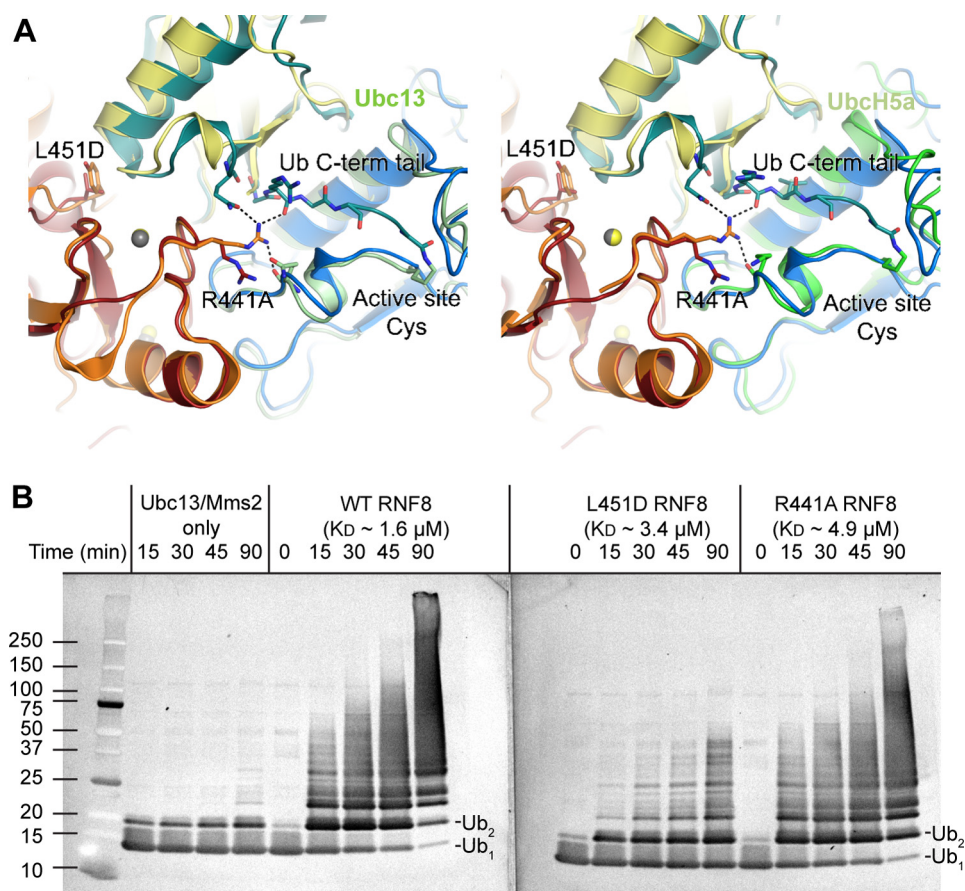 A
Ubc13
UbcH5a
L451D
L451D
Ub C-term tail
Ub C-term tail
R441A
R441A
Active site
Cys
Active site
Cys
B
Ubc13/Mms2
only
WT RNF8
(KD ~ 1.6 µM)
L451D RNF8
(KD ~ 3.4 µM)
R441A RNF8
(KD ~ 4.9 µM)
Time (min) 15 30 45 90 0 15 30 45 90 0 15 30 45 90 0 15 30 45 90
250
150
100
75
50
37
25
20
15
10
-Ub2
-Ub1
-Ub2
-Ub1